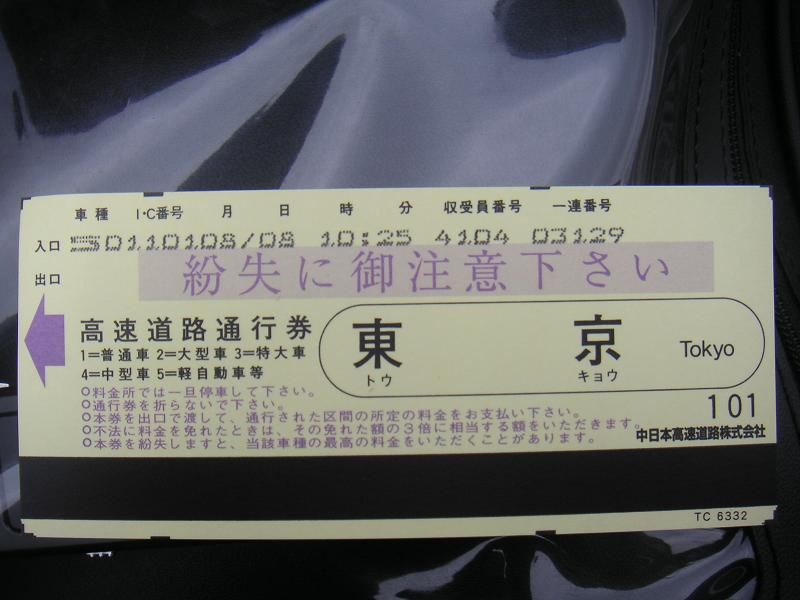 車種 I・C番号 月 日 時 分 収受員番号 一連番号
入口 50110108/08 10:25 4104 03129
出口
紛失に御注意下さい
高速道路通行券
1=普通車 2=大型車 3=特大車
4=中型車 5=軽自動車等
東 京 Tokyo
トウ キョウ
○料金所では一旦停車して下さい。
○通行券を折らないで下さい。
○本券を出口で渡して、通行された区間の所定の料金をお支払い下さい。
○不法に料金を免れたときは、その免れた額の3倍に相当する額をいただきます。
○本券を紛失しますと、当該車種の最高の料金をいただくことがあります。
101
中日本高速道路株式会社
TC 6332